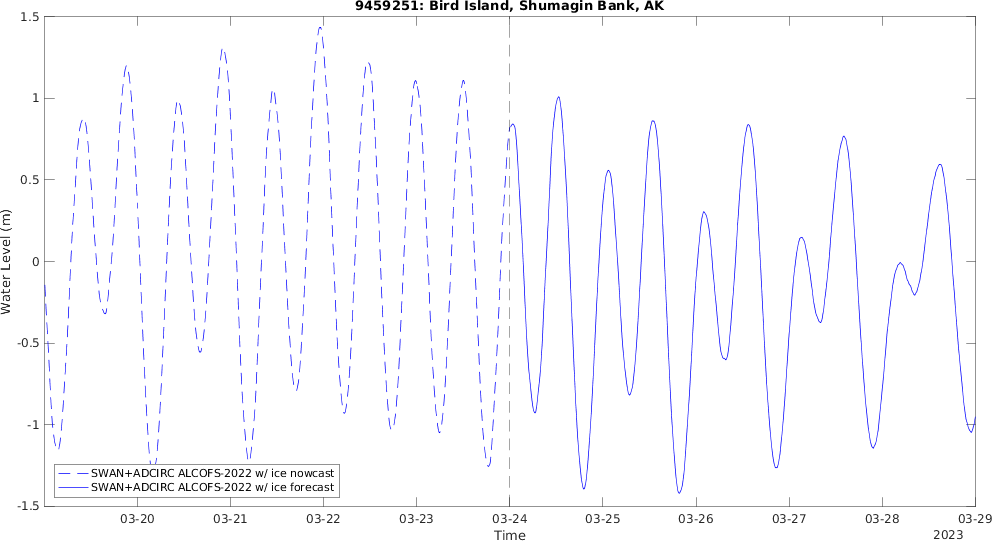 9459251: Bird Island, Shumagin Bank, AK
1.5
1
0.5
0
-0.5
-1
-1.5
Water Level (m)
SWAN+ADCIRC ALCOFS-2022 w/ ice nowcast
SWAN+ADCIRC ALCOFS-2022 w/ ice forecast
03-20 03-21 03-22 03-23 03-24 03-25 03-26 03-27 03-28 03-29
Time
2023